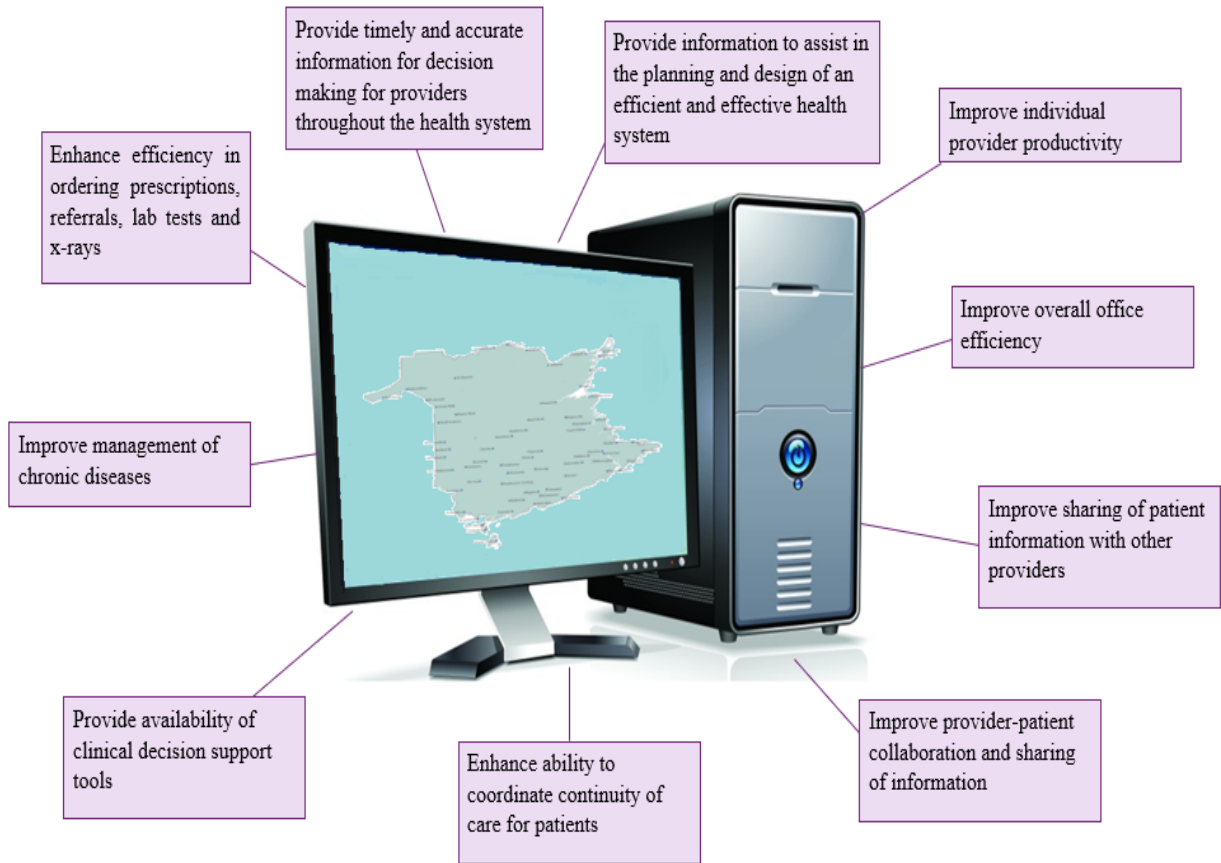 Provide timely and accurate
information for decision
making for providers
throughout the health system
Provide information to assist in
the planning and design of an
efficient and effective health
system
Improve individual
provider productivity
Enhance efficiency in
ordering prescriptions,
referrals, lab tests and
x-rays
Improve overall office
efficiency
Improve management of
chronic diseases
Improve sharing of patient
information with other
providers
Provide availability of
clinical decision support
tools
Enhance ability to
coordinate continuity of
care for patients
Improve provider-patient
collaboration and sharing
of information